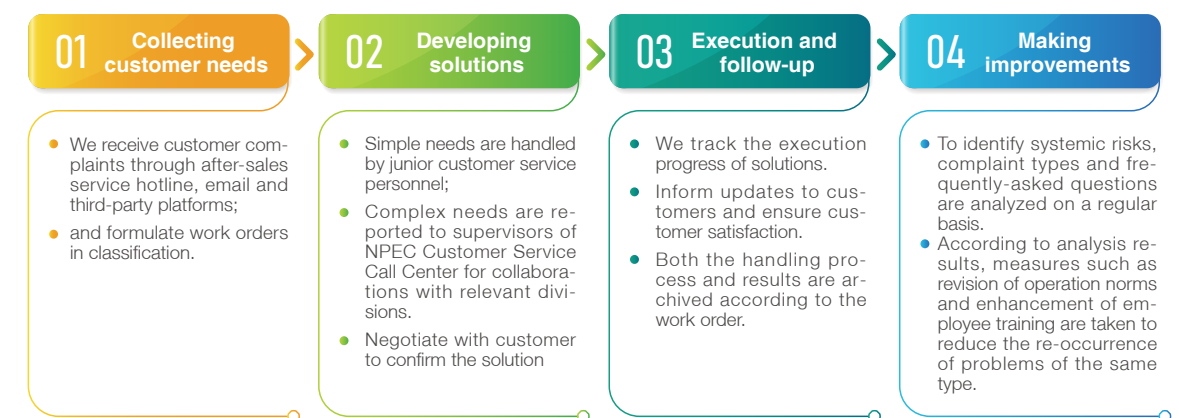 01
Collecting
customer needs
We receive customer com-
plaints through after-sales
service hotline, email and
third-party platforms;
and formulate work orders
in classification.
02
Developing
solutions
Simple needs are handled
by junior customer service
personnel;
Complex needs are re-
ported to supervisors of
NPEC Customer Service
Call Center for collabora-
tions with relevant divi-
sions.
Negotiate with customer
to confirm the solution
03
Execution and
follow-up
We track the execution
progress of solutions.
Inform updates to cus-
tomers and ensure cus-
tomer satisfaction.
Both the handling pro-
cess and results are ar-
chived according to the
work order.
04
Making
improvements
To identify systemic risks,
complaint types and fre-
quently-asked questions
are analyzed on a regular
basis.
According to analysis re-
sults, measures such as
revision of operation norms
and enhancement of em-
ployee training are taken to
reduce the re-occurrence
of problems of the same
type.